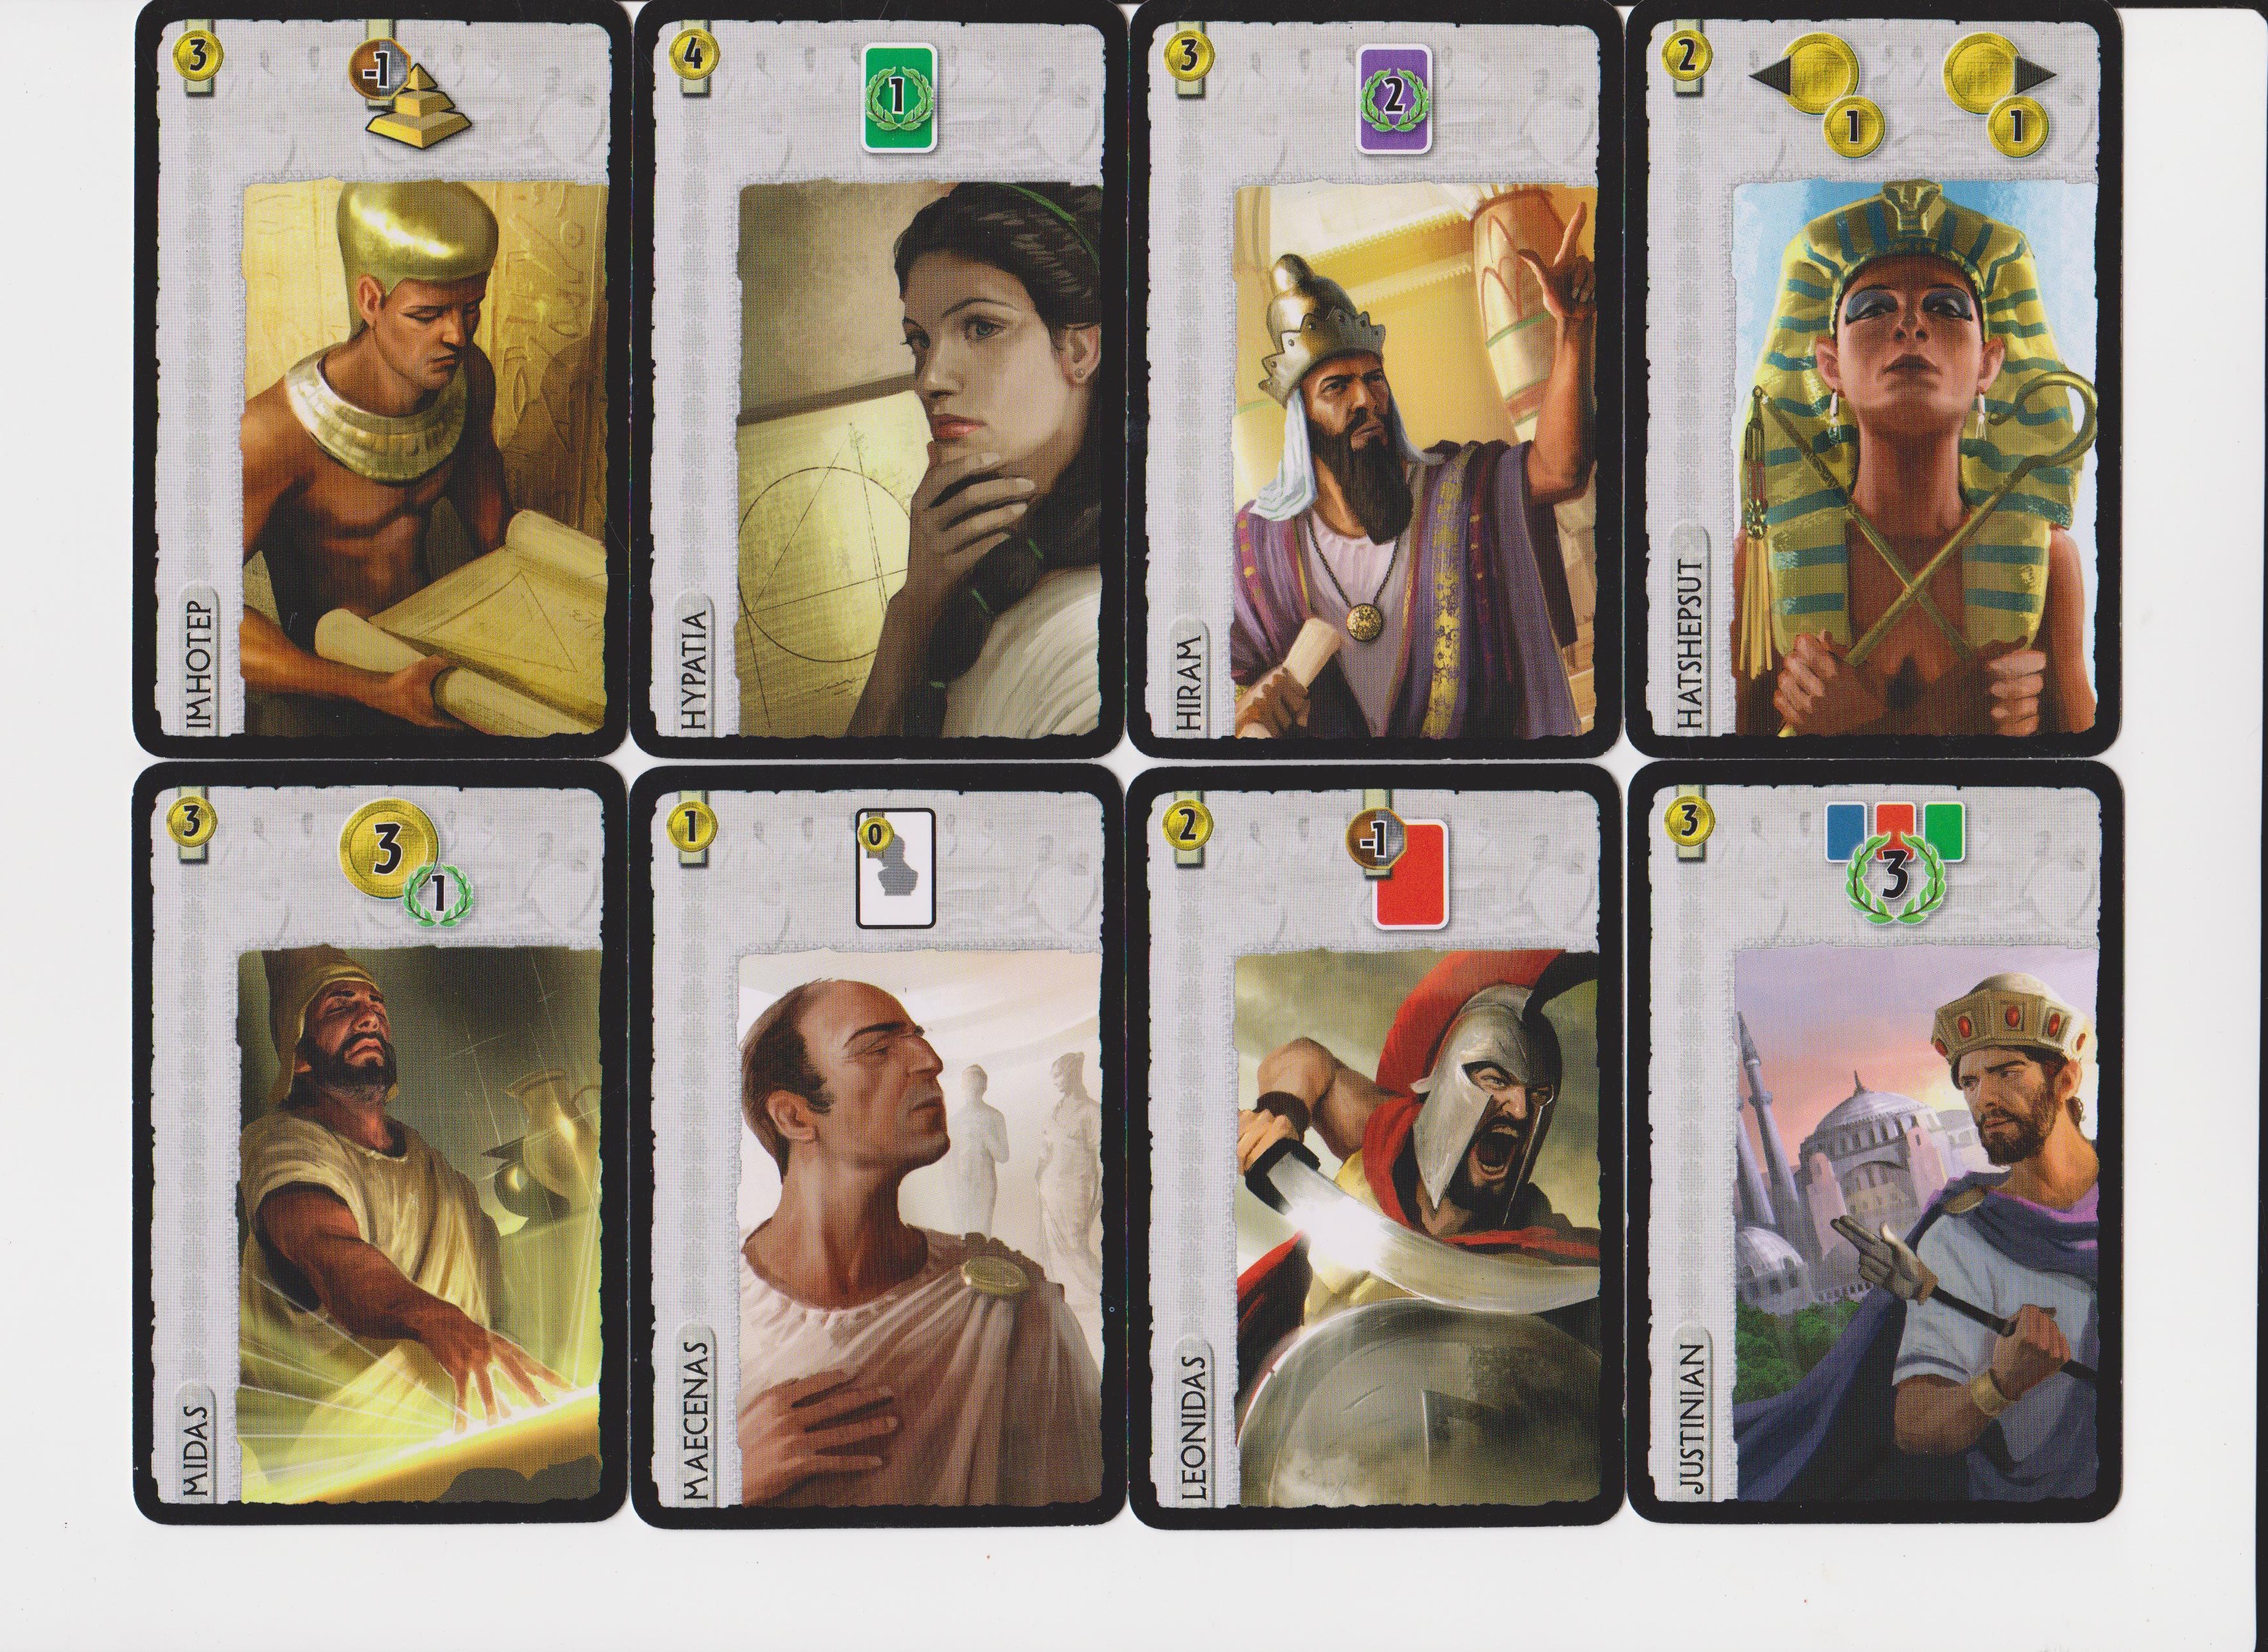 3
-1
IMHOTEP
4
1
HYPATIA
3
2
HIRAM
2
1
1
HATSHEPSUT
3
3
1
MIDAS
1
0
MAECENAS
2
-1
LEONIDAS
3
3
JUSTINIAN